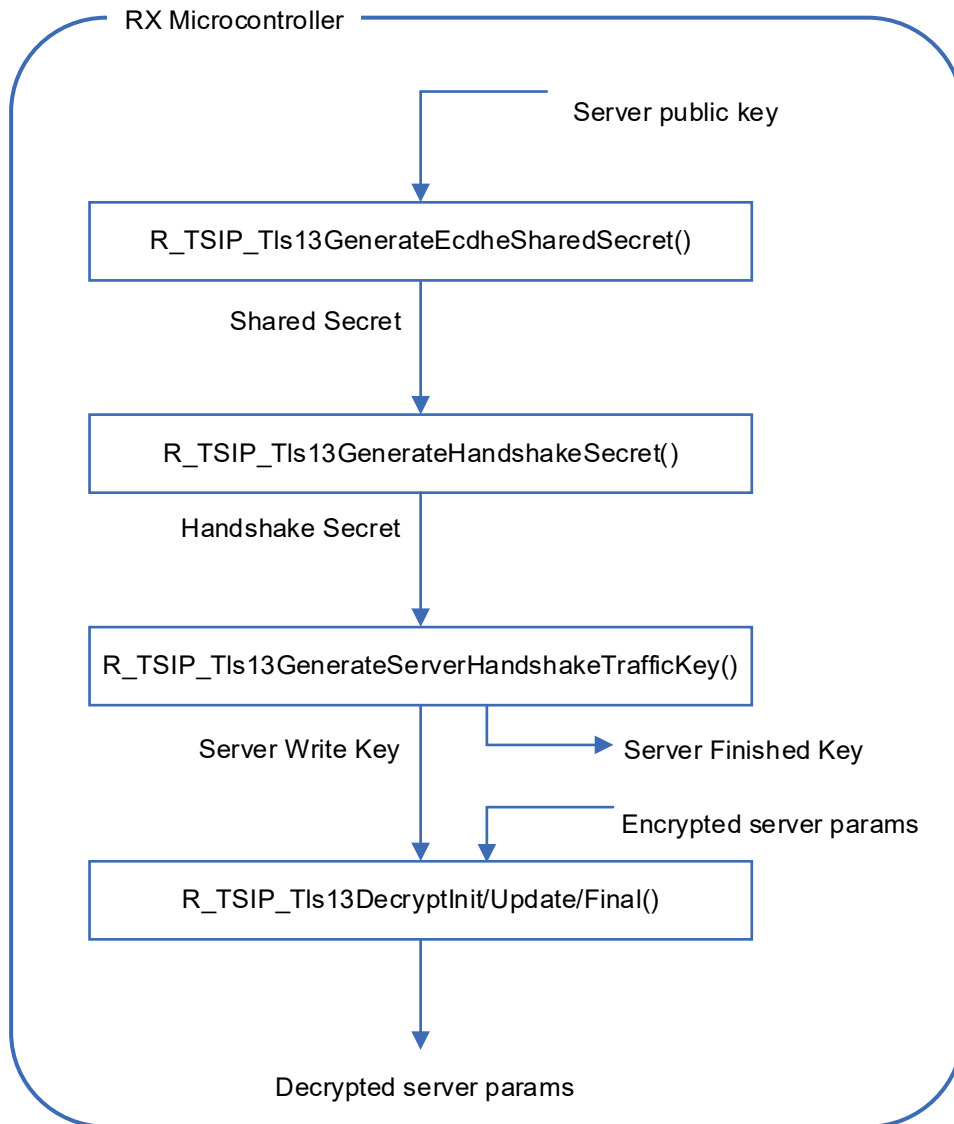 RX Microcontroller
Server public key
R_TSIP_Tls13GenerateEcdheSharedSecret()
Shared Secret
R_TSIP_Tls13GenerateHandshakeSecret()
Handshake Secret
R_TSIP_Tls13GenerateServerHandshakeTrafficKey()
Server Write Key
Server Finished Key
Encrypted server params
R_TSIP_Tls13DecryptInit/Update/Final()
Decrypted server params